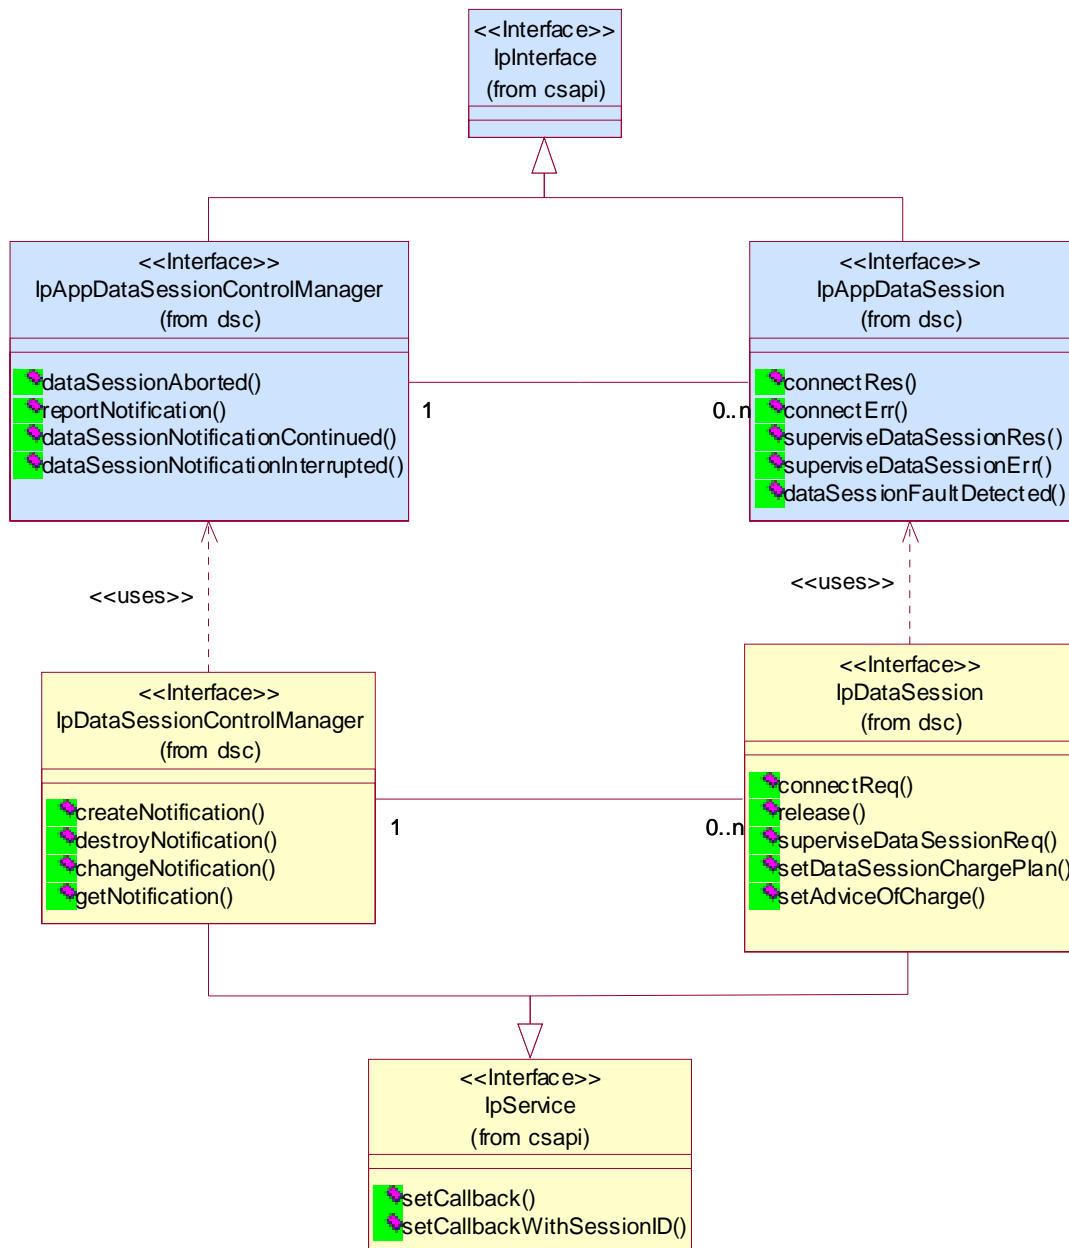 <<Interface>>
IpInterface
(from csapi)
<<Interface>>
IpAppDataSessionControlManager
(from dsc)
dataSessionAborted()
reportNotification()
dataSessionNotificationContinued()
dataSessionNotificationInterrupted()
<<Interface>>
IpAppDataSession
(from dsc)
connectRes()
connectErr()
superviseDataSessionRes()
superviseDataSessionErr()
dataSessionFaultDetected()
1
0..n
<<uses>>
<<uses>>
<<Interface>>
IpDataSessionControlManager
(from dsc)
createNotification()
destroyNotification()
changeNotification()
getNotification()
<<Interface>>
IpDataSession
(from dsc)
connectReq()
release()
superviseDataSessionReq()
setDataSessionChargePlan()
setAdviceOfCharge()
1
0..n
<<Interface>>
IpService
(from csapi)
setCallback()
setCallbackWithSessionID()